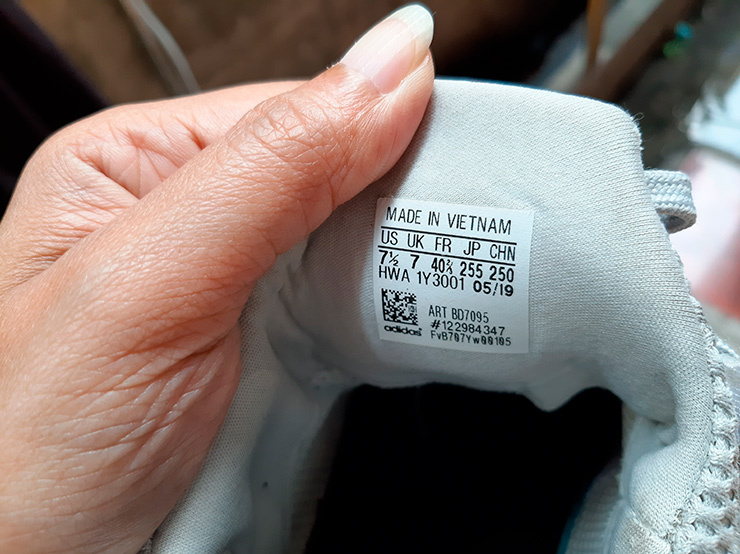 MADE IN VIETNAM
US UK FR JP CHN
7½ 7 40⅔ 255 250
HWA 1Y3001 05/19
ART BD7095
#122984347
adidas
FvB707Yw00105